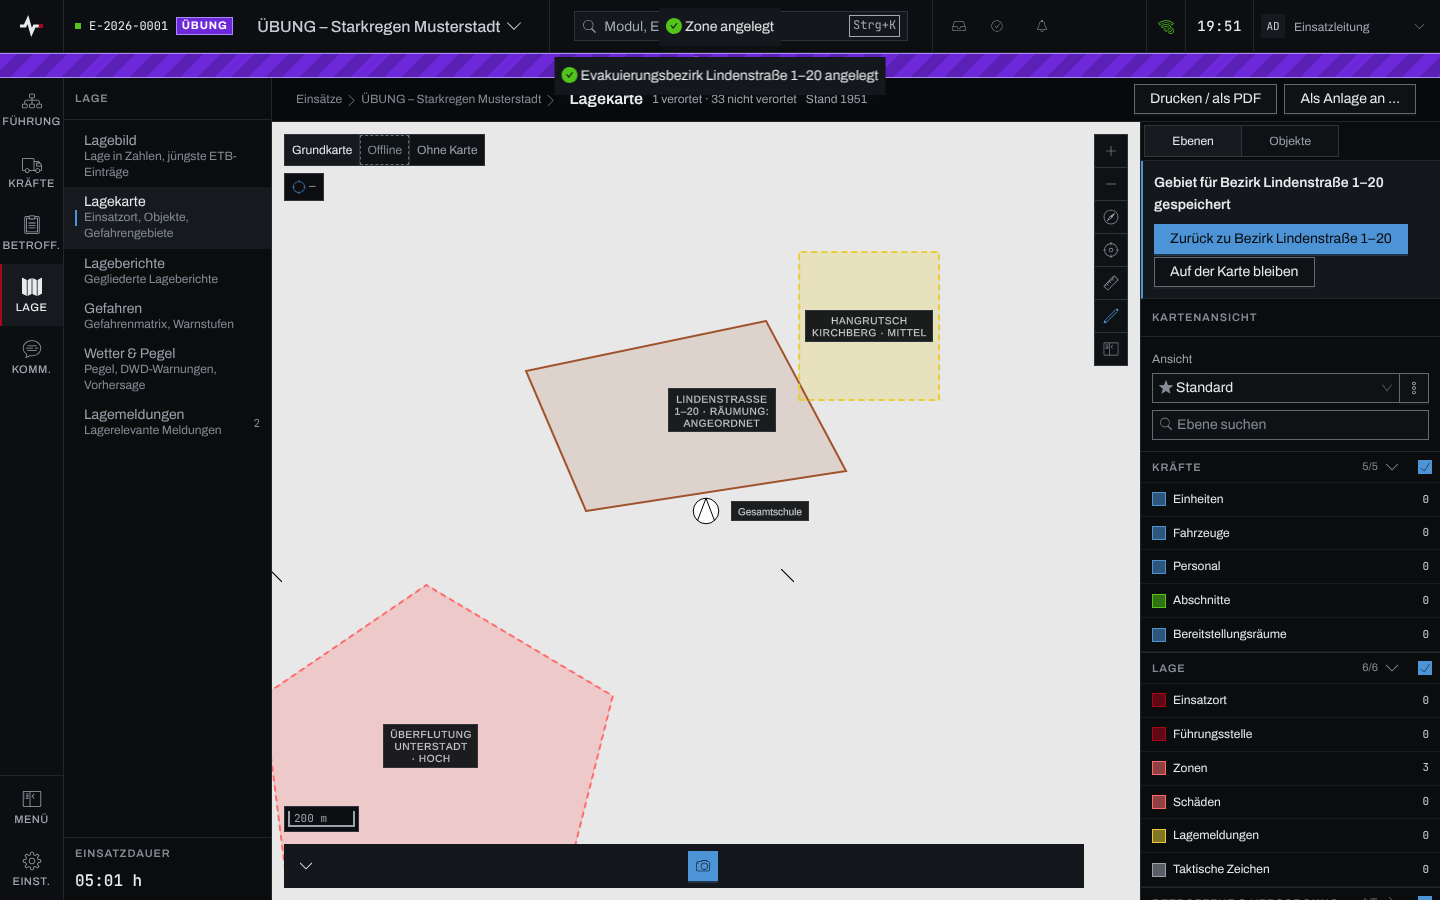 E-2026-0001 ÜBUNG
ÜBUNG – Starkregen Musterstadt
Modul, E
Zone angelegt
Strg+K
19:51
AD Einsatzleitung
Evakuierungsbezirk Lindenstraße 1–20 angelegt
FÜHRUNG
KRÄFTE
BETROFF.
LAGE
KOMM.
MENÜ
EINST.
LAGE
Lagebild
Lage in Zahlen, jüngste ETB-
Einträge
Lagekarte
Einsatzort, Objekte,
Gefahrengebiete
Lageberichte
Gegliederte Lageberichte
Gefahren
Gefahrenmatrix, Warnstufen
Wetter & Pegel
Pegel, DWD-Warnungen,
Vorhersage
Lagemeldungen
Lagerelevante Meldungen 2
EINSATZDAUER
05:01 h
Einsätze ÜBUNG – Starkregen Musterstadt Lagekarte 1 verortet · 33 nicht verortet Stand 1951
Drucken / als PDF Als Anlage an ...
Grundkarte Offline Ohne Karte
–
HANGRUTSCH
KIRCHBERG · MITTEL
LINDENSTRASSE
1–20 · RÄUMUNG:
ANGEORDNET
Gesamtschule
ÜBERFLUTUNG
UNTERSTADT
· HOCH
200 m
Ebenen Objekte
Gebiet für Bezirk Lindenstraße 1–20
gespeichert
Zurück zu Bezirk Lindenstraße 1–20
Auf der Karte bleiben
KARTENANSICHT
Ansicht
Standard
Ebene suchen
KRÄFTE 5/5
Einheiten 0
Fahrzeuge 0
Personal 0
Abschnitte 0
Bereitstellungsräume 0
LAGE 6/6
Einsatzort 0
Führungsstelle 0
Zonen 3
Schäden 0
Lagemeldungen 0
Taktische Zeichen 0